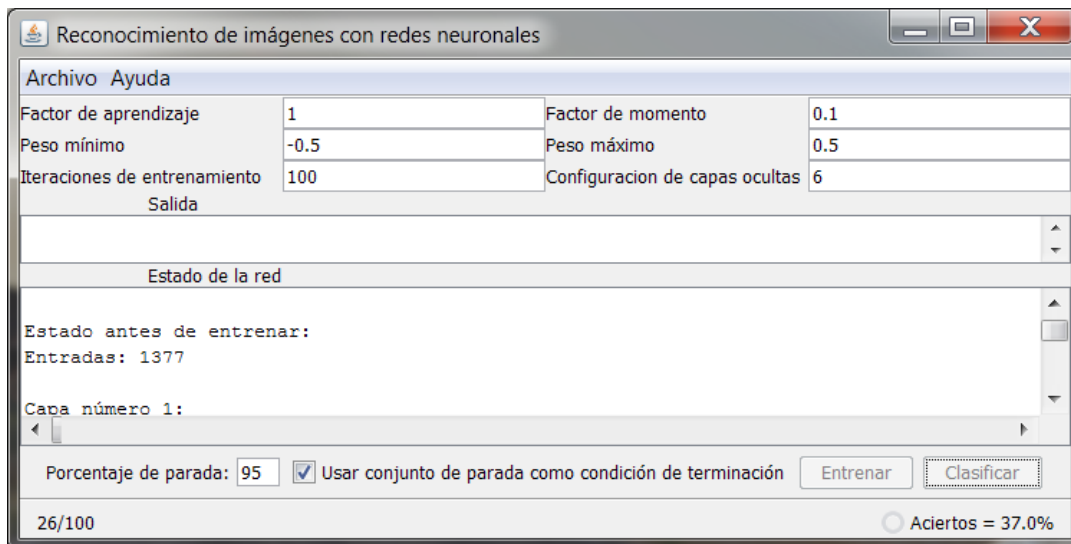 Reconocimiento de imágenes con redes neuronales
Archivo Ayuda
Factor de aprendizaje 1 Factor de momento 0.1
Peso mínimo -0.5 Peso máximo 0.5
Iteraciones de entrenamiento 100 Configuracion de capas ocultas 6
Salida
Estado de la red
Estado antes de entrenar:
Entradas: 1377
Capa número 1:
Porcentaje de parada: 95 Usar conjunto de parada como condición de terminación Entrenar Clasificar
26/100 Aciertos = 37.0%